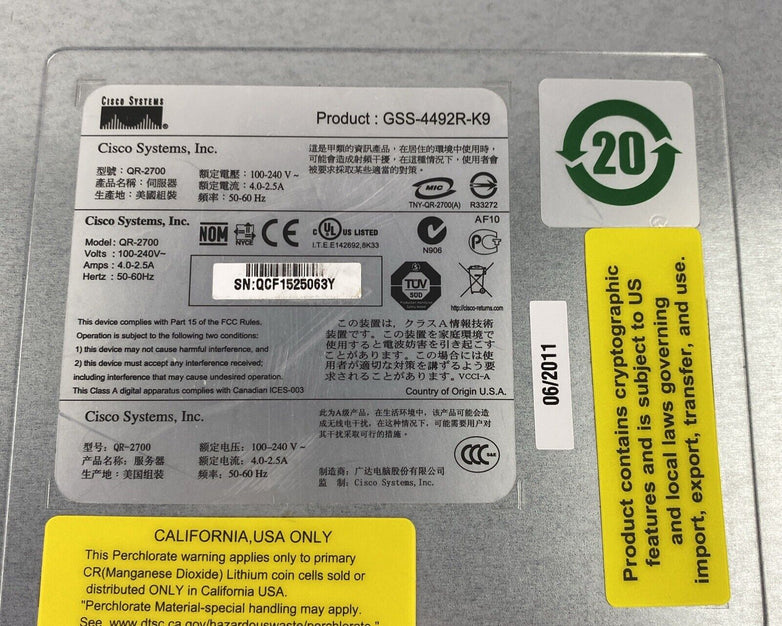 CISCO SYSTEMS
Product : GSS-4492R-K9
Cisco Systems, Inc.
型號: QR-2700
產品名稱: 伺服器
生產地: 美國組裝
額定電壓: 100-240 V ~
額定電流: 4.0-2.5A
頻率: 50-60 Hz
這是甲類的資訊產品，在居住的環境中使用時，
可能會造成射頻干擾，在這種情況下，使用者會
被要求採取某些適當的對策。
MIC
TNY-QR-2700(A)
R33272
Cisco Systems, Inc.
Model: QR-2700
Volts : 100-240V~
Amps : 4.0-2.5A
Hertz : 50-60Hz
NOM
NYCE
CE
c UL US LISTED
I.T.E.E142692,8K33
N906
AF10
SN:QCF1525063Y
TÜV
SÜD
http://cisco-returns.com
This device complies with Part 15 of the FCC Rules,
Operation is subject to the following two conditions:
1) this device may not cause harmful interference, and
2) this device must accept any interference received;
including interference that may cause undesired operation.
This Class A digital apparatus complies with Canadian ICES-003
この装置は、クラスA情報技術
装置です。この装置を家庭環境で
使用すると電波妨害を引き起こす
ことがあります。この場合には使
用者が適切な対策を講ずるよう要
求されることがあります。VCCI-A
Country of Origin U.S.A.
Cisco Systems, Inc.
型号: QR-2700
产品名称: 服务器
生产地: 美国组装
额定电压: 100-240 V ~
额定电流: 4.0-2.5A
频率: 50-60 Hz
此为A级产品，在生活环境中，该产品可能会造
成无线电干扰，在这种情况下，可能需要用户对
其干扰采取可行的措施。
制造商: 广达电脑股份有限公司
监 制: Cisco Systems, Inc.
CCC
S&E
20
06/2011
Product contains cryptographic
features and is subject to US
and local laws governing
import, export, transfer, and use.
CALIFORNIA,USA ONLY
This Perchlorate warning applies only to primary
CR(Manganese Dioxide) Lithium coin cells sold or
distributed ONLY in California USA.
"Perchlorate Material-special handling may apply.
See www.dtsc.ca.gov/hazardouswaste/perchlorate."